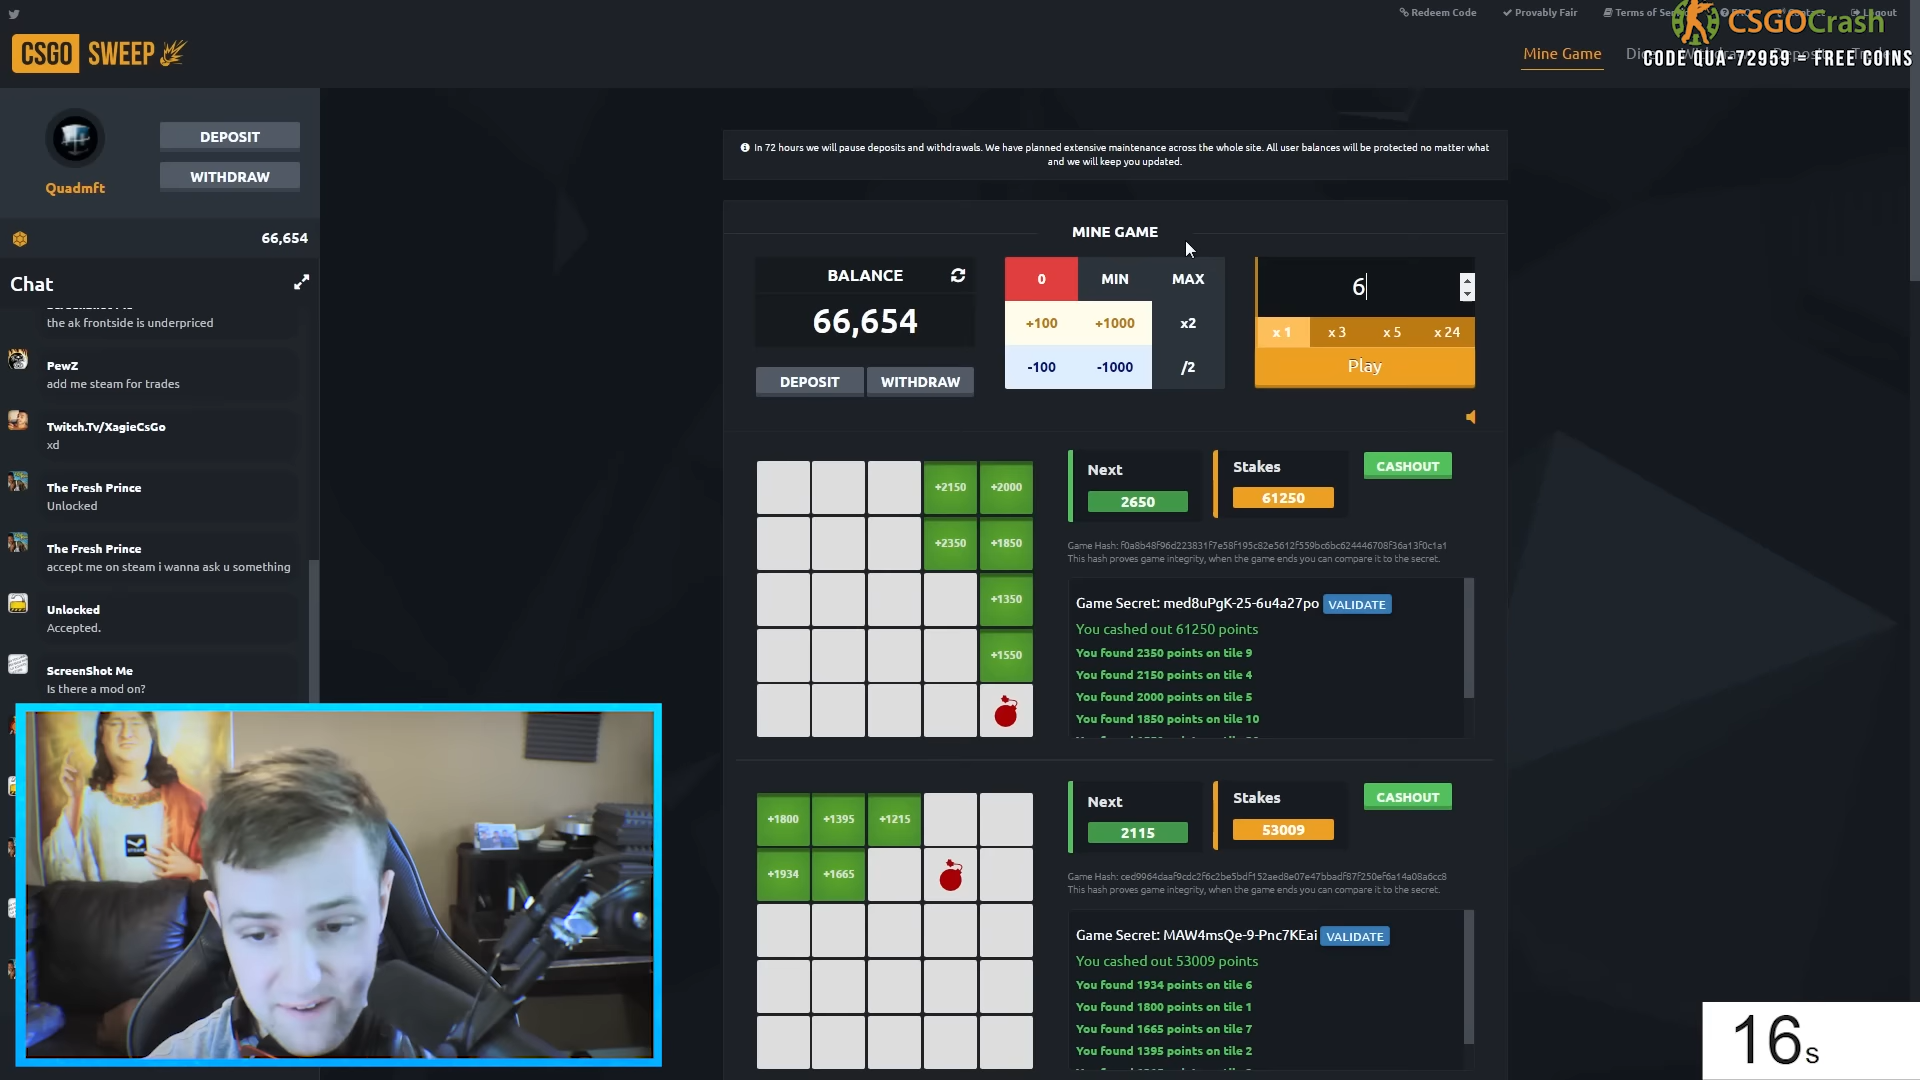 Redeem Code
Provably Fair
CSGOCrash
CODE QUA-72959 = FREE COINS
CSGO SWEEP
Mine Game
DEPOSIT
WITHDRAW
Quadmft
66,654
In 72 hours we will pause deposits and withdrawals. We have planned extensive maintenance across the whole site. All user balances will be protected no matter what
and we will keep you updated.
MINE GAME
BALANCE
66,654
DEPOSIT WITHDRAW
0 MIN MAX
+100 +1000 x2
-100 -1000 /2
6
x 1 x 3 x 5 x 24
Play
Chat
the ak frontside is underpriced
PewZ
add me steam for trades
Twitch.Tv/XagieCsGo
xd
The Fresh Prince
Unlocked
The Fresh Prince
accept me on steam i wanna ask u something
Unlocked
Accepted.
ScreenShot Me
Is there a mod on?
+2150 +2000
+2350 +1850
+1350
+1550
Next
2650
Stakes
61250
CASHOUT
Game Hash: f0a8b48f96d223831f7e58f195c82e5612f559bc6bc624446708f36a13f0c1a1
This hash proves game integrity, when the game ends you can compare it to the secret.
Game Secret: med8uPgK-25-6u4a27po VALIDATE
You cashed out 61250 points
You found 2350 points on tile 9
You found 2150 points on tile 4
You found 2000 points on tile 5
You found 1850 points on tile 10
+1800 +1395 +1215
+1934 +1665
Next
2115
Stakes
53009
CASHOUT
Game Hash: ced9964daaf9cdc2f6c2be5bdf152aed8e07e47bbadf87f250ef6a14a08a6cc8
This hash proves game integrity, when the game ends you can compare it to the secret.
Game Secret: MAW4msQe-9-Pnc7KEai VALIDATE
You cashed out 53009 points
You found 1934 points on tile 6
You found 1800 points on tile 1
You found 1665 points on tile 7
You found 1395 points on tile 2
16s